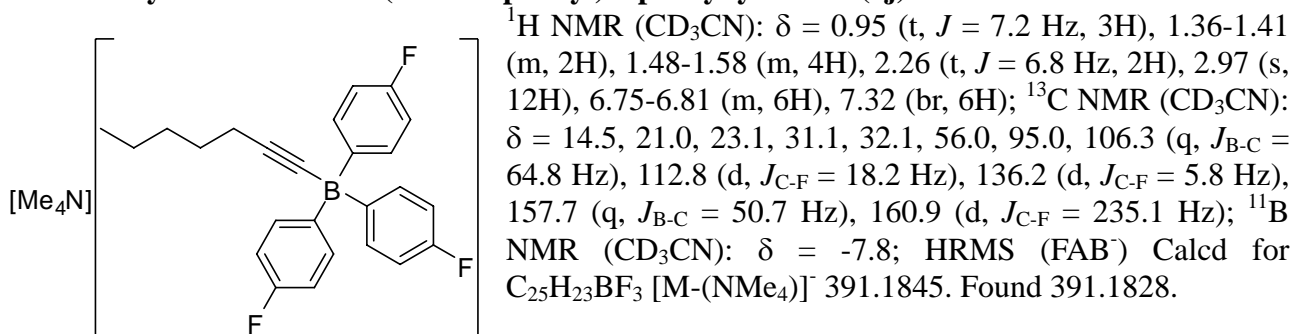 ¹H NMR (CD₃CN): δ = 0.95 (t, J = 7.2 Hz, 3H), 1.36-1.41
(m, 2H), 1.48-1.58 (m, 4H), 2.26 (t, J = 6.8 Hz, 2H), 2.97 (s,
12H), 6.75-6.81 (m, 6H), 7.32 (br, 6H); ¹³C NMR (CD₃CN):
δ = 14.5, 21.0, 23.1, 31.1, 32.1, 56.0, 95.0, 106.3 (q, J_B-C =
64.8 Hz), 112.8 (d, J_C-F = 18.2 Hz), 136.2 (d, J_C-F = 5.8 Hz),
157.7 (q, J_B-C = 50.7 Hz), 160.9 (d, J_C-F = 235.1 Hz); ¹¹B
NMR (CD₃CN): δ = -7.8; HRMS (FAB⁻) Calcd for
C₂₅H₂₃BF₃ [M-(NMe₄)]⁻ 391.1845. Found 391.1828.
F
B
[Me₄N]
F
F